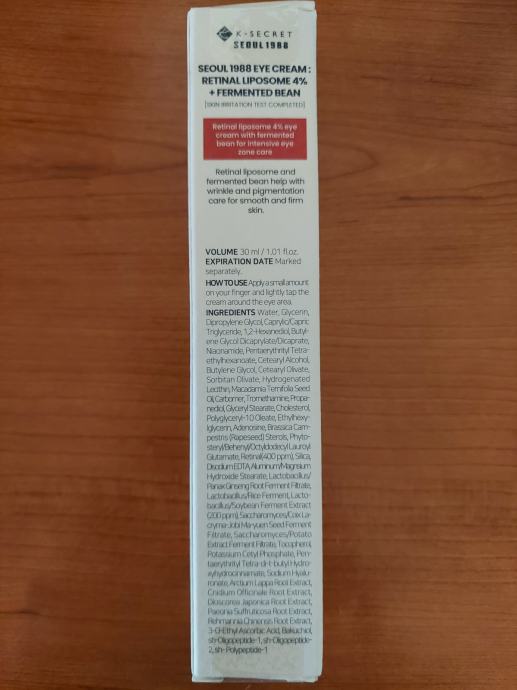 K-SECRET
SEOUL1988
SEOUL 1988 EYE CREAM :
RETINAL LIPOSOME 4%
+ FERMENTED BEAN
[SKIN IRRITATION TEST COMPLETED]
Retinal liposome 4% eye
cream with fermented
bean for intensive eye
zone care
Retinal liposome and
fermented bean help with
wrinkle and pigmentation
care for smooth and firm
skin.
VOLUME 30 ml / 1.01 fl.oz.
EXPIRATION DATE Marked
separately.
HOW TO USE Apply a small amount
on your finger and lightly tap the
cream around the eye area.
INGREDIENTS Water, Glycerin,
Dipropylene Glycol, Caprylic/Capric
Triglyceride, 1,2-Hexanediol, Butyl-
ene Glycol Dicaprylate/Dicaprate,
Niacinamide, Pentaerythrityl Tetra-
ethylhexanoate, Cetearyl Alcohol,
Butylene Glycol, Cetearyl Olivate,
Sorbitan Olivate, Hydrogenated
Lecithin, Macadamia Ternifolia Seed
Oil, Carbomer, Tromethamine, Propa-
nediol, Glyceryl Stearate, Cholesterol,
Polyglyceryl-10 Oleate, Ethylhexy-
lglycerin, Adenosine, Brassica Cam-
pestris (Rapeseed) Sterols, Phyto-
steryl/Behenyl/Octyldodecyl Lauroyl
Glutamate, Retinal(400 ppm), Silica,
Disodium EDTA, Aluminum/Magnesium
Hydroxide Stearate, Lactobacillus/
Panax Ginseng Root Ferment Filtrate,
Lactobacillus/Rice Ferment, Lacto-
bacillus/Soybean Ferment Extract
(200 ppm), Saccharomyces/Coix La-
cryma-Jobi Ma-yuen Seed Ferment
Filtrate, Saccharomyces/Potato
Extract Ferment Filtrate, Tocopherol,
Potassium Cetyl Phosphate, Pen-
taerythrityl Tetra-di-t-butyl Hydro-
xyhydrocinnamate, Sodium Hyalu-
ronate, Arctium Lappa Root Extract,
Cnidium Officinale Root Extract,
Dioscorea Japonica Root Extract,
Paeonia Suffruticosa Root Extract,
Rehmannia Chinensis Root Extract,
3-O-Ethyl Ascorbic Acid, Bakuchiol,
sh-Oligopeptide-1, sh-Oligopeptide-
2, sh-Polypeptide-1